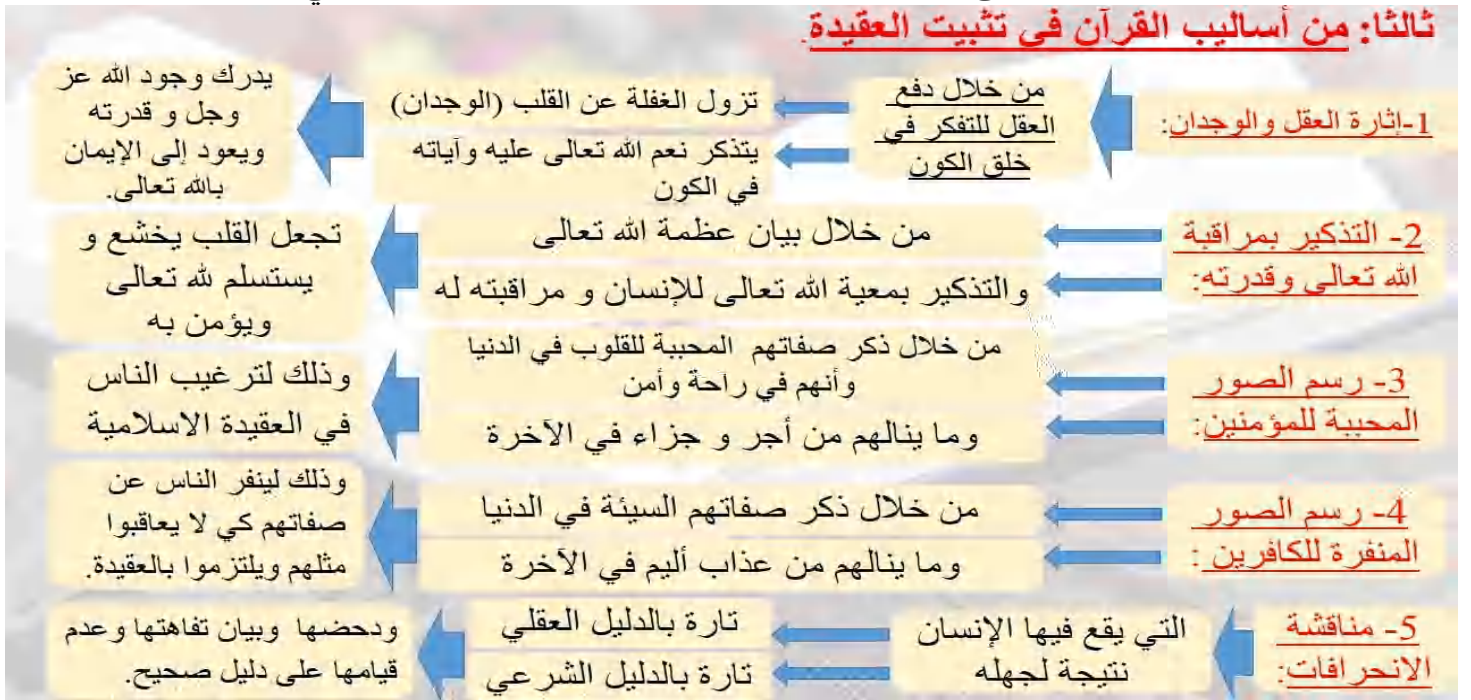 ثالثا: من أساليب القرآن في تثبيت العقيدة.
1-إثارة العقل والوجدان:
من خلال دفع
العقل للتفكر في
خلق الكون
تزول الغفلة عن القلب (الوجدان)
يتذكر نعم الله تعالى عليه وآياته
في الكون
يدرك وجود الله عز
وجل و قدرته
ويعود إلى الإيمان
بالله تعالى.
2- التذكير بمراقبة
الله تعالى وقدرته:
من خلال بيان عظمة الله تعالى
والتذكير بمعية الله تعالى للإنسان و مراقبته له
تجعل القلب يخشع و
يستسلم لله تعالى
ويؤمن به
3- رسم الصور
المحببة للمؤمنين:
من خلال ذكر صفاتهم المحببة للقلوب في الدنيا
وأنهم في راحة وأمن
وما ينالهم من أجر و جزاء في الآخرة
وذلك لترغيب الناس
في العقيدة الاسلامية
4- رسم الصور
المنفرة للكافرين :
من خلال ذكر صفاتهم السيئة في الدنيا
وما ينالهم من عذاب أليم في الآخرة
وذلك لينفر الناس عن
صفاتهم كي لا يعاقبوا
مثلهم ويلتزموا بالعقيدة.
5- مناقشة
الانحرافات:
التي يقع فيها الإنسان
نتيجة لجهله
تارة بالدليل العقلي
تارة بالدليل الشرعي
ودحضها وبيان تفاهتها وعدم
قيامها على دليل صحيح.